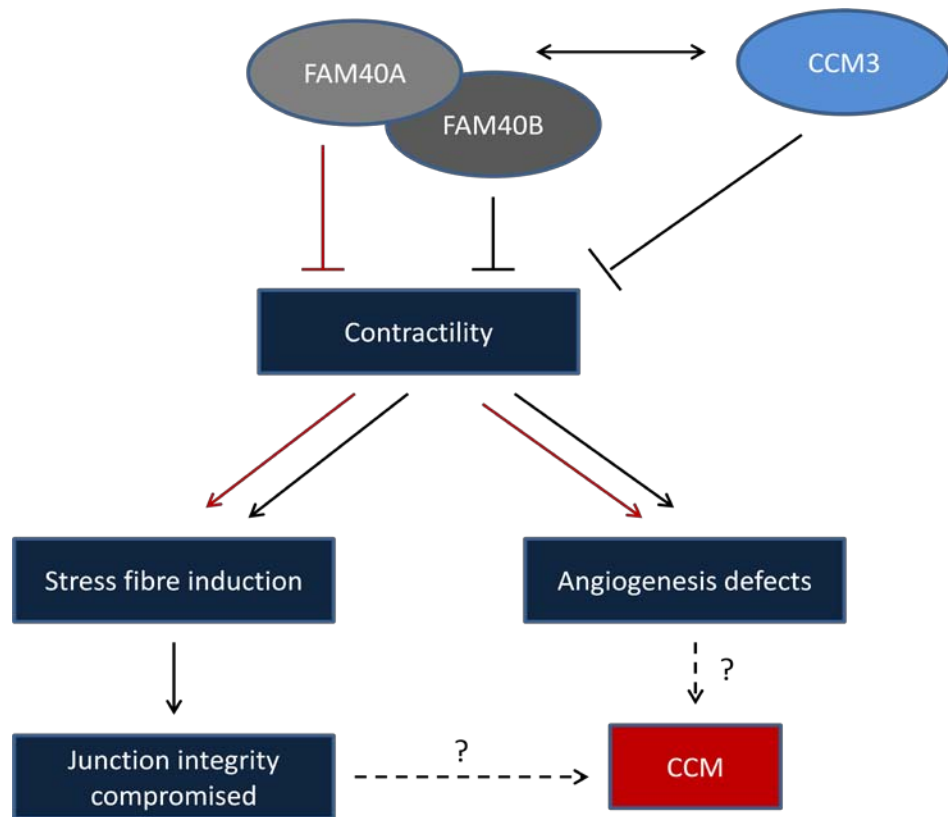 FAM40A
CCM3
FAM40B
Contractility
Stress fibre induction
Angiogenesis defects
?
Junction integrity
compromised
?
CCM